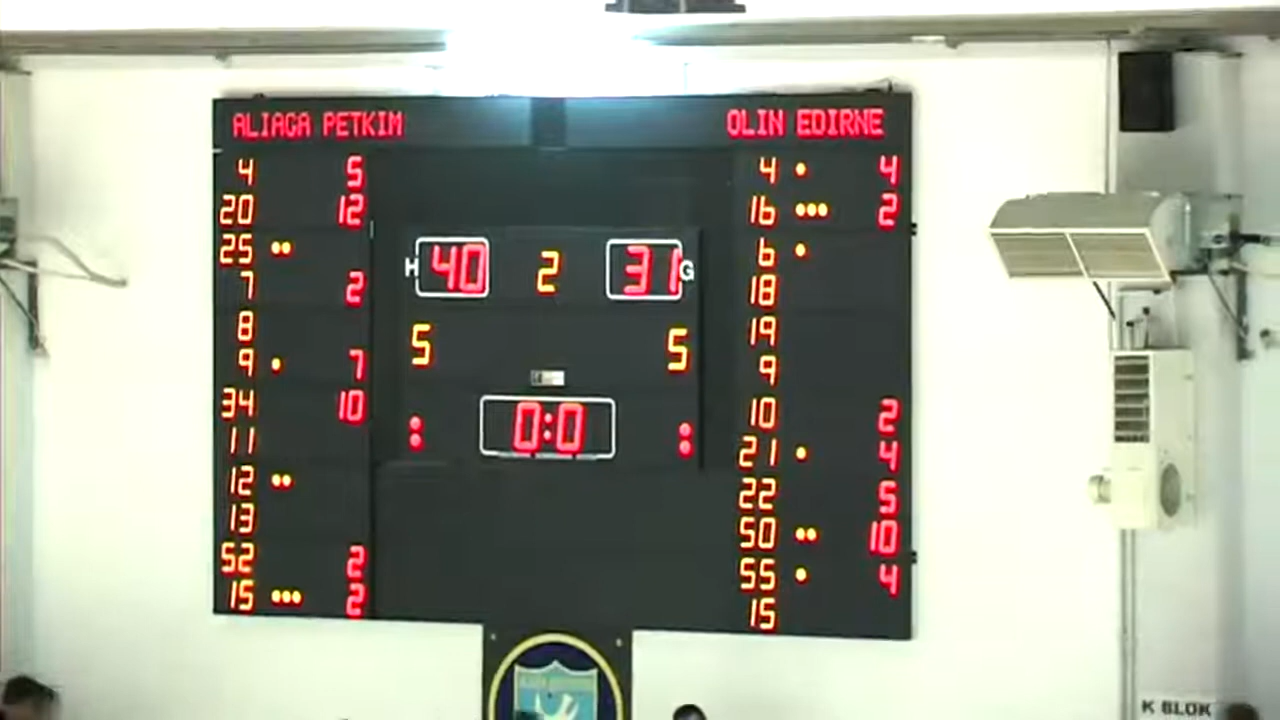 ALIAGA PETKIM OLIN EDIRNE
4 5 4 4
20 12 16 2
25 6
H 40 2 31 G
7 2 18
8 5 5 19
9 7 9
34 10 0:0 10 2
11 21 4
12 22 5
13 50 10
52 2 55 4
15 2 15
K BLOK